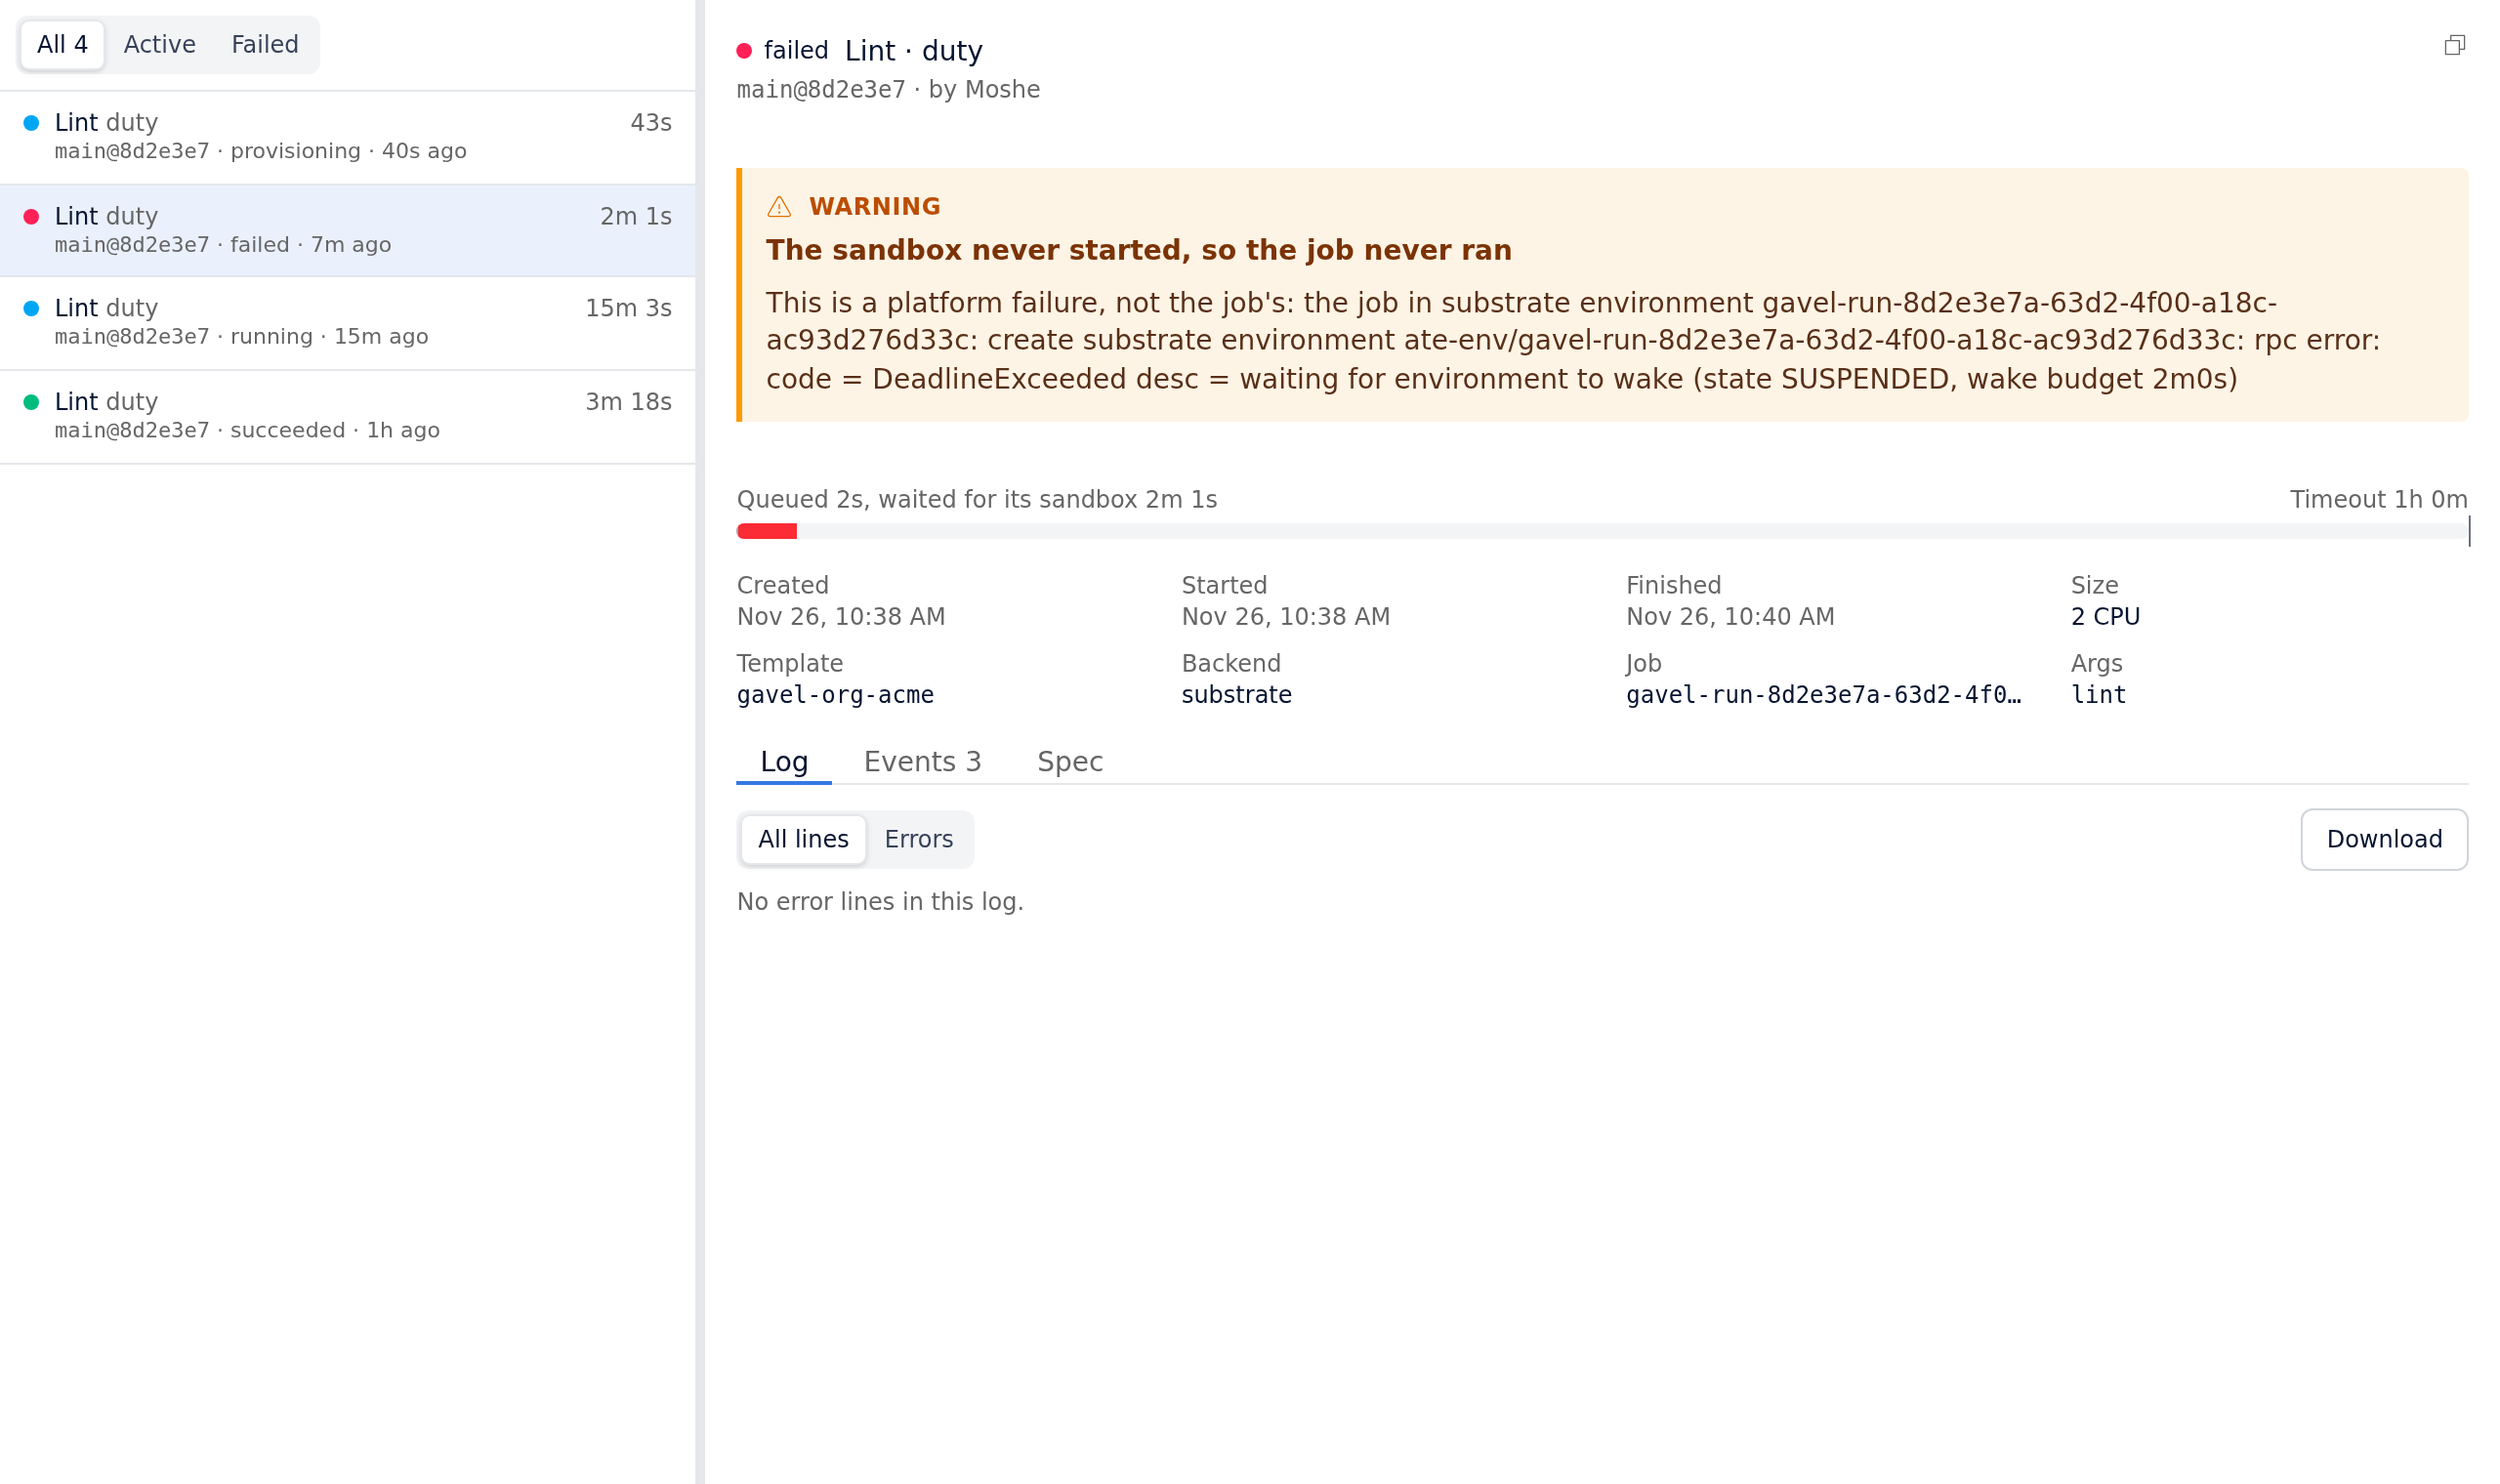 All 4 Active Failed
Lint duty 43s
main@8d2e3e7 · provisioning · 40s ago
Lint duty 2m 1s
main@8d2e3e7 · failed · 7m ago
Lint duty 15m 3s
main@8d2e3e7 · running · 15m ago
Lint duty 3m 18s
main@8d2e3e7 · succeeded · 1h ago
failed Lint · duty
main@8d2e3e7 · by Moshe
WARNING
The sandbox never started, so the job never ran
This is a platform failure, not the job's: the job in substrate environment gavel-run-8d2e3e7a-63d2-4f00-a18c-
ac93d276d33c: create substrate environment ate-env/gavel-run-8d2e3e7a-63d2-4f00-a18c-ac93d276d33c: rpc error:
code = DeadlineExceeded desc = waiting for environment to wake (state SUSPENDED, wake budget 2m0s)
Queued 2s, waited for its sandbox 2m 1s Timeout 1h 0m
Created Started Finished Size
Nov 26, 10:38 AM Nov 26, 10:38 AM Nov 26, 10:40 AM 2 CPU
Template Backend Job Args
gavel-org-acme substrate gavel-run-8d2e3e7a-63d2-4f0… lint
Log Events 3 Spec
All lines Errors Download
No error lines in this log.